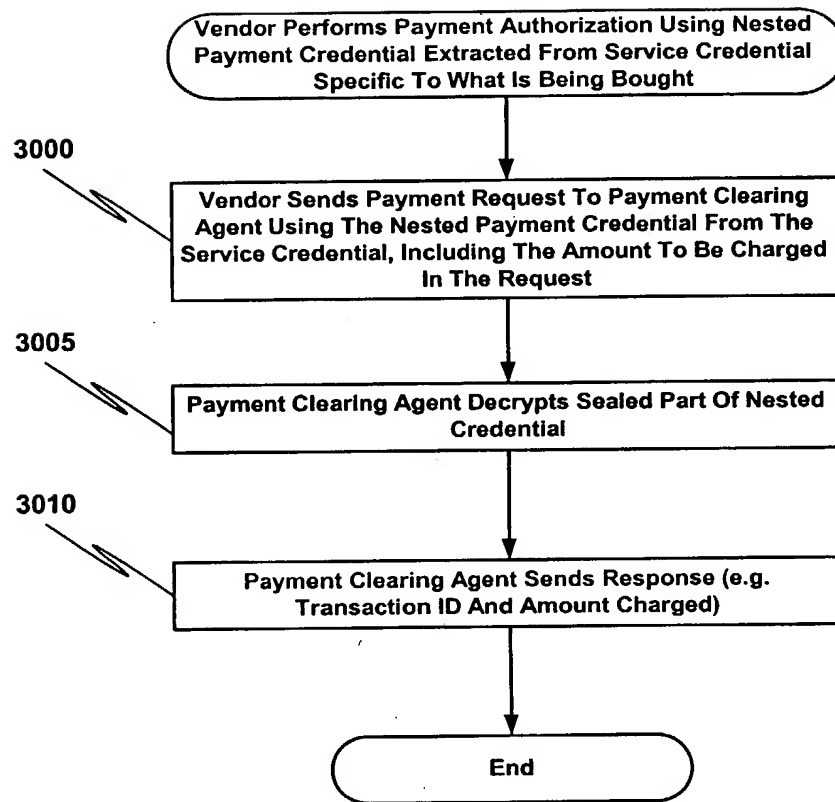 Vendor Performs Payment Authorization Using Nested
Payment Credential Extracted From Service Credential
Specific To What Is Being Bought
3000
Vendor Sends Payment Request To Payment Clearing
Agent Using The Nested Payment Credential From The
Service Credential, Including The Amount To Be Charged
In The Request
3005
Payment Clearing Agent Decrypts Sealed Part Of Nested
Credential
3010
Payment Clearing Agent Sends Response (e.g.
Transaction ID And Amount Charged)
End